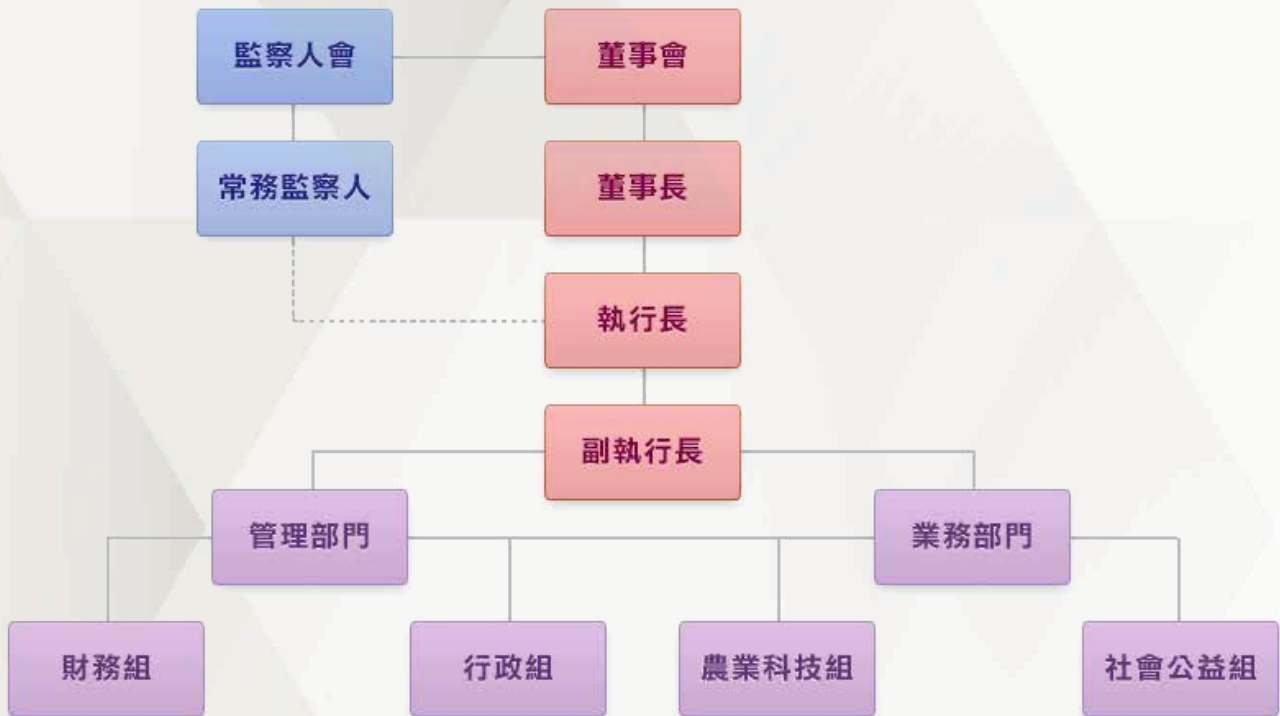 監察人會
董事會
常務監察人
董事長
執行長
副執行長
管理部門
業務部門
財務組
行政組
農業科技組
社會公益組